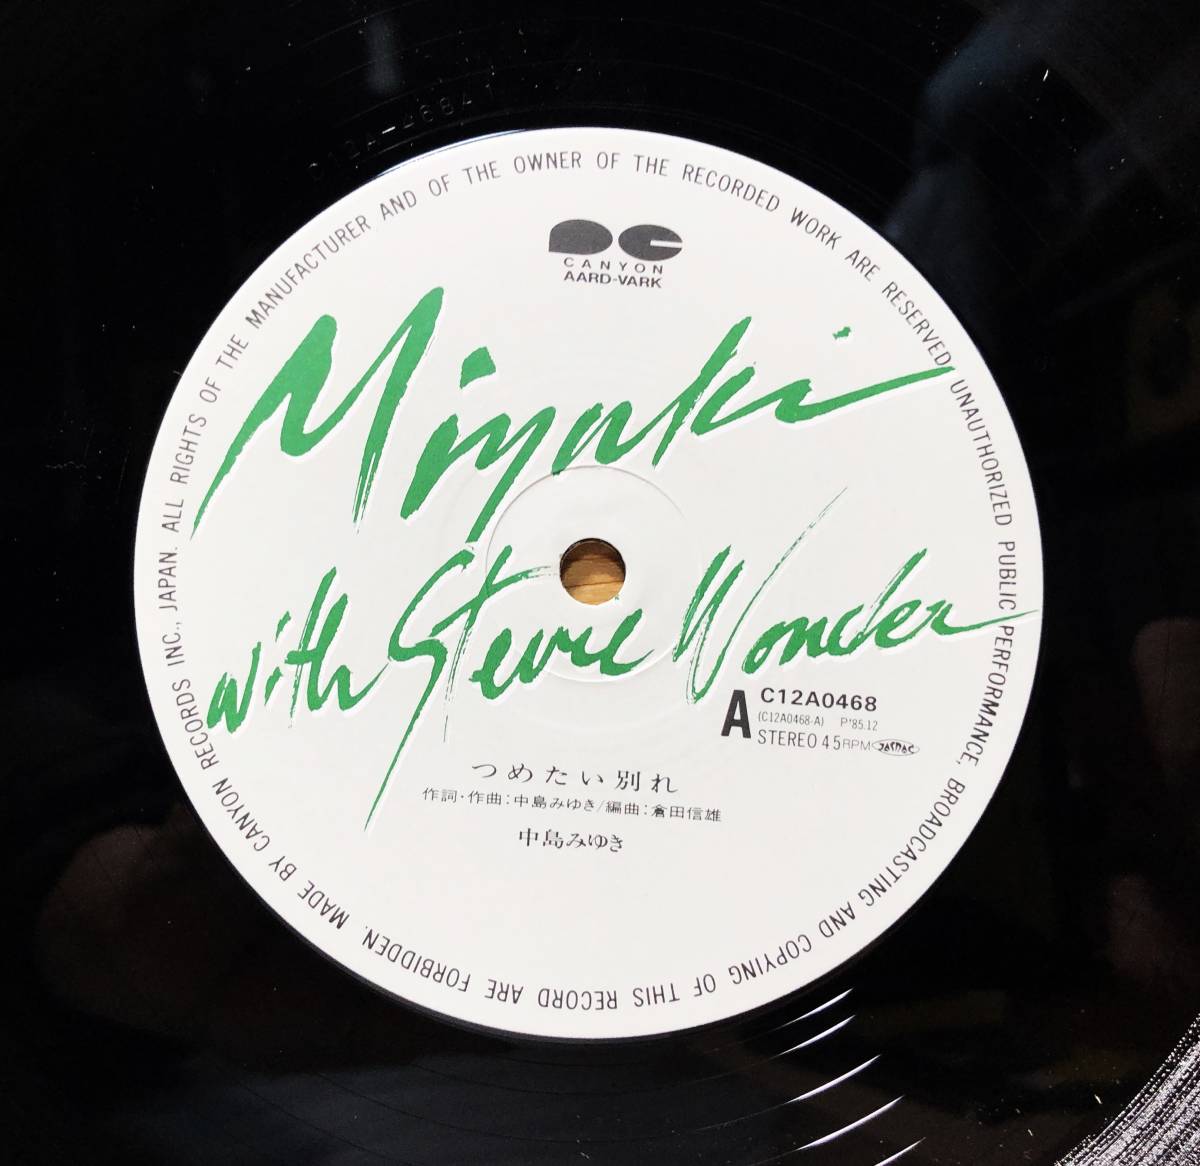 C12A-468A1
CANYON
AARD-VARK
Miyuki
with Stevie Wonder
A
C12A0468
(C12A0468-A) P'85.12
STEREO 45RPM JASRAC
つめたい別れ
作詞・作曲:中島みゆき/編曲:倉田信雄
中島みゆき
MADE BY CANYON RECORDS INC., JAPAN. ALL RIGHTS OF THE MANUFACTURER AND OF THE OWNER OF THE RECORDED WORK ARE RESERVED UNAUTHORIZED PUBLIC PERFORMANCE, BROADCASTING AND COPYING OF THIS RECORD ARE FORBIDDEN.